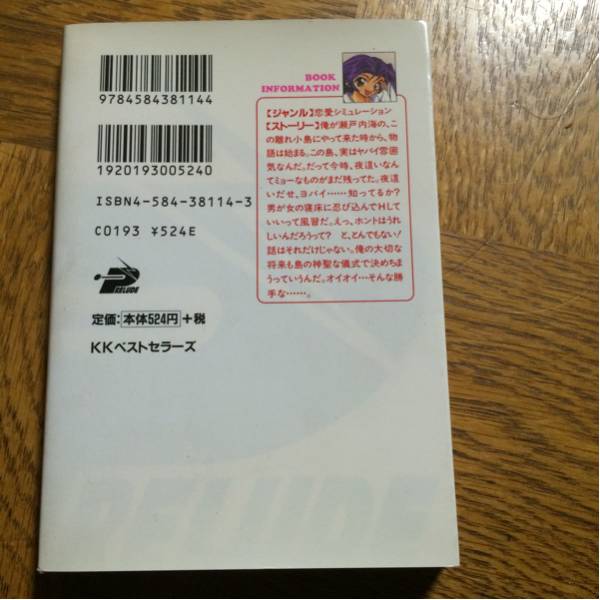 9784584381144
1920193005240
ISBN4-584-38114-3
C0193 ¥524E
PRELUDE
定価:本体524円+税
KKベストセラーズ
BOOK
INFORMATION
【ジャンル】恋愛シミュレーション
【ストーリー】俺が瀬戸内海の、こ
の離れ小島にやって来た時から、物
語は始まる。この島、実はヤバイ雰囲
気なんだ。だって今時、夜這いなんて
ミョーなものがまだ残ってた。夜這
いだぜ、ヨバイ……知ってるか?
男が女の寝床に忍び込んでHして
いいって風習だ。えっ、ホントはうれ
しいんだろうって? と、とんでもない!
話はそれだけじゃない。俺の大切な
将来も島の神聖な儀式で決めちま
うっていうんだ。オイオイ…そんな勝
手な……。
RELUDE